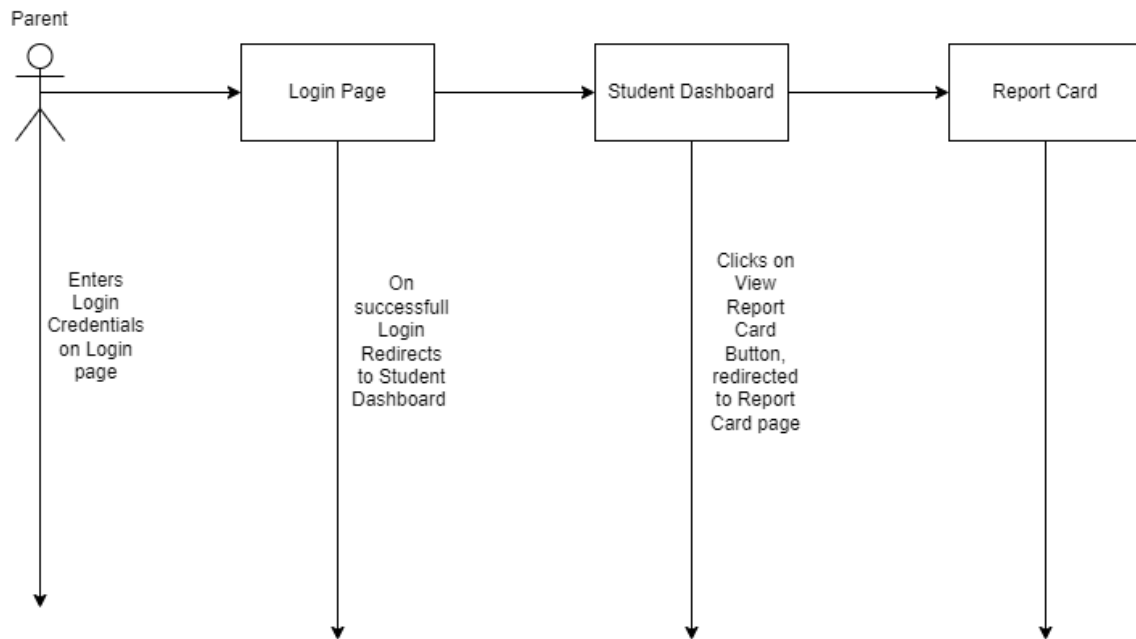 Parent
Login Page
Student Dashboard
Report Card
Enters
Login
Credentials
on Login
page
On
successfull
Login
Redirects
to Student
Dashboard
Clicks on
View
Report
Card
Button,
redirected
to Report
Card page